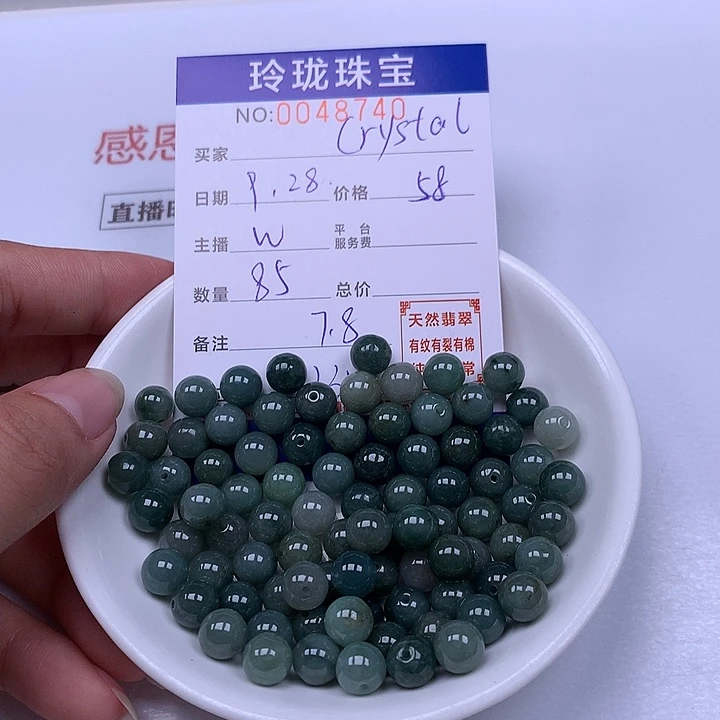 玲珑珠宝
NO:0048740
感恩
买家 Crystal
直播
日期 9.28 价格 58
主播 W 平台服务费
数量 85 总价
备注 7.8
天然翡翠
有纹有裂有棉
常